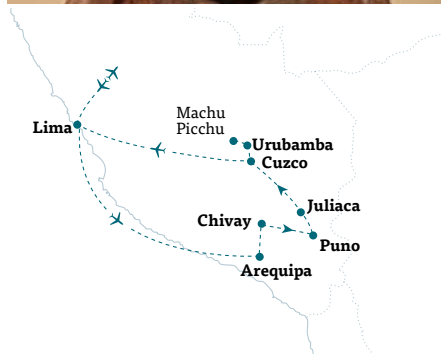 Machu
Picchu
Lima
Urubamba
Cuzco
Juliaca
Chivay
Puno
Arequipa